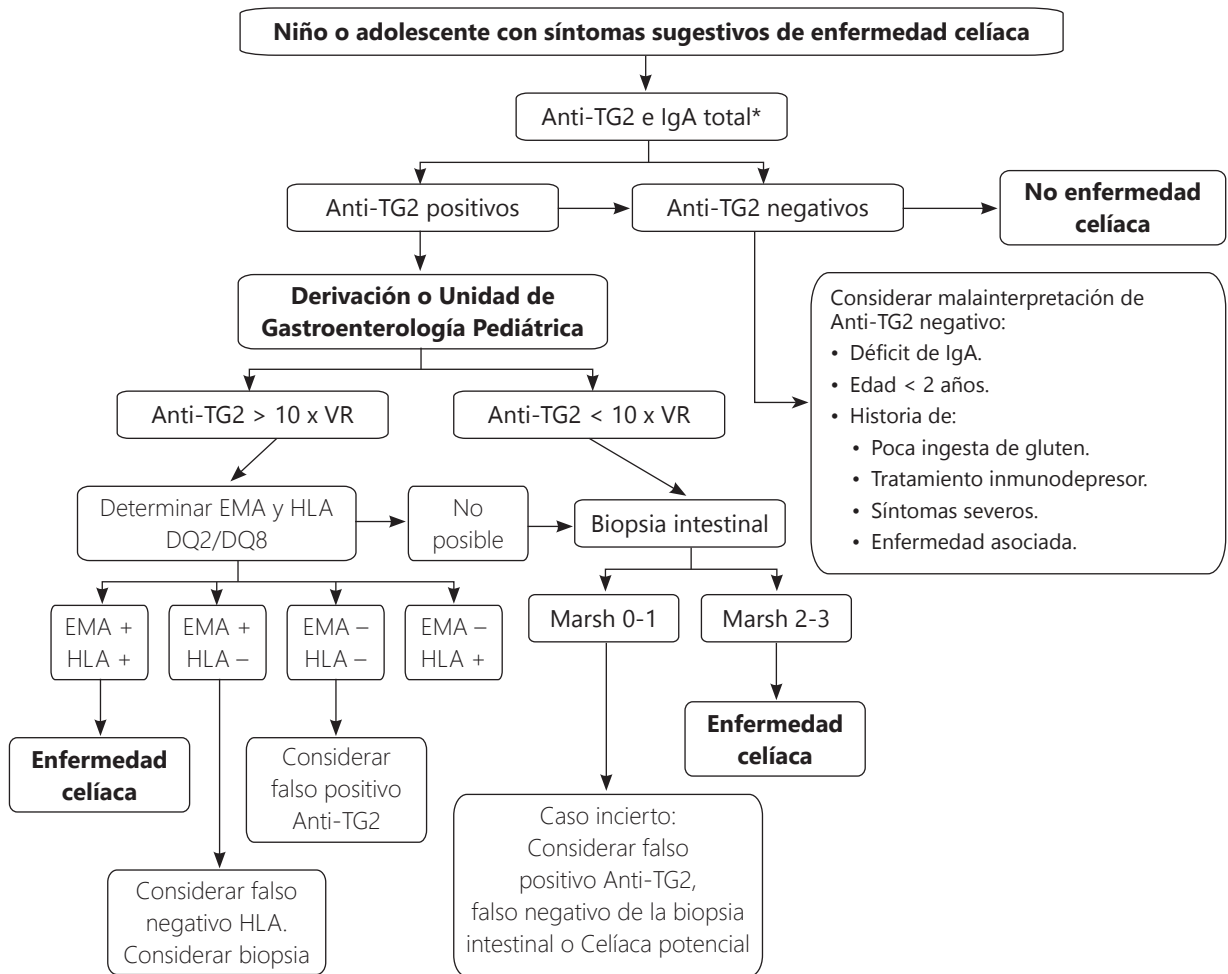 Niño o adolescente con síntomas sugestivos de enfermedad celíaca
Anti-TG2 e IgA total*
Anti-TG2 positivos
Anti-TG2 negativos
No enfermedad
celíaca
Derivación o Unidad de
Gastroenterología Pediátrica
Considerar malainterpretación de
Anti-TG2 negativo:
• Déficit de IgA.
• Edad < 2 años.
• Historia de:
• Poca ingesta de gluten.
• Tratamiento inmunodepresor.
• Síntomas severos.
• Enfermedad asociada.
Anti-TG2 > 10 x VR
Anti-TG2 < 10 x VR
Determinar EMA y HLA
DQ2/DQ8
No
posible
Biopsia intestinal
EMA +
HLA +
EMA +
HLA –
EMA –
HLA –
EMA –
HLA +
Marsh 0-1
Marsh 2-3
Enfermedad
celíaca
Considerar
falso positivo
Anti-TG2
Enfermedad
celíaca
Considerar falso
negativo HLA.
Considerar biopsia
Caso incierto:
Considerar falso
positivo Anti-TG2,
falso negativo de la biopsia
intestinal o Celíaca potencial